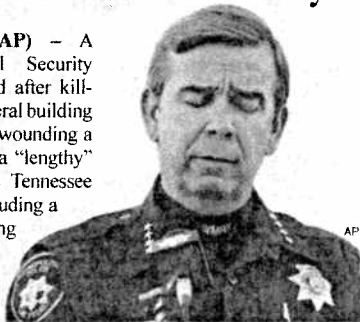 AP) – A
l Security
d after kill-
eral building
wounding a
a “lengthy”
Tennessee
uding a
ng
AP